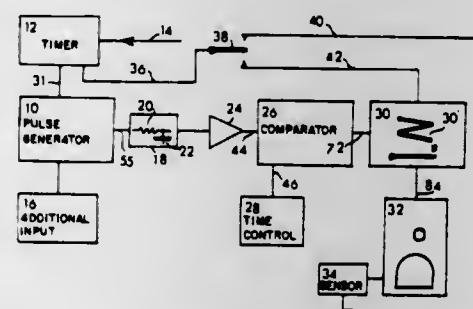 12
TIMER
14
38
40
36
42
31
10
PULSE
GENERATOR
20
22
18
55
24
44
26
COMPARATOR
72
30
30'
46
16
ADDITIONAL
INPUT
28 TIME
CONTROL
84
32
34
SENSOR